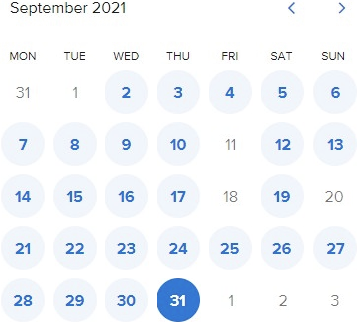 September 2021
MON TUE WED THU FRI SAT SUN
31 1 2 3 4 5 6
7 8 9 10 11 12 13
14 15 16 17 18 19 20
21 22 23 24 25 26 27
28 29 30 31 1 2 3